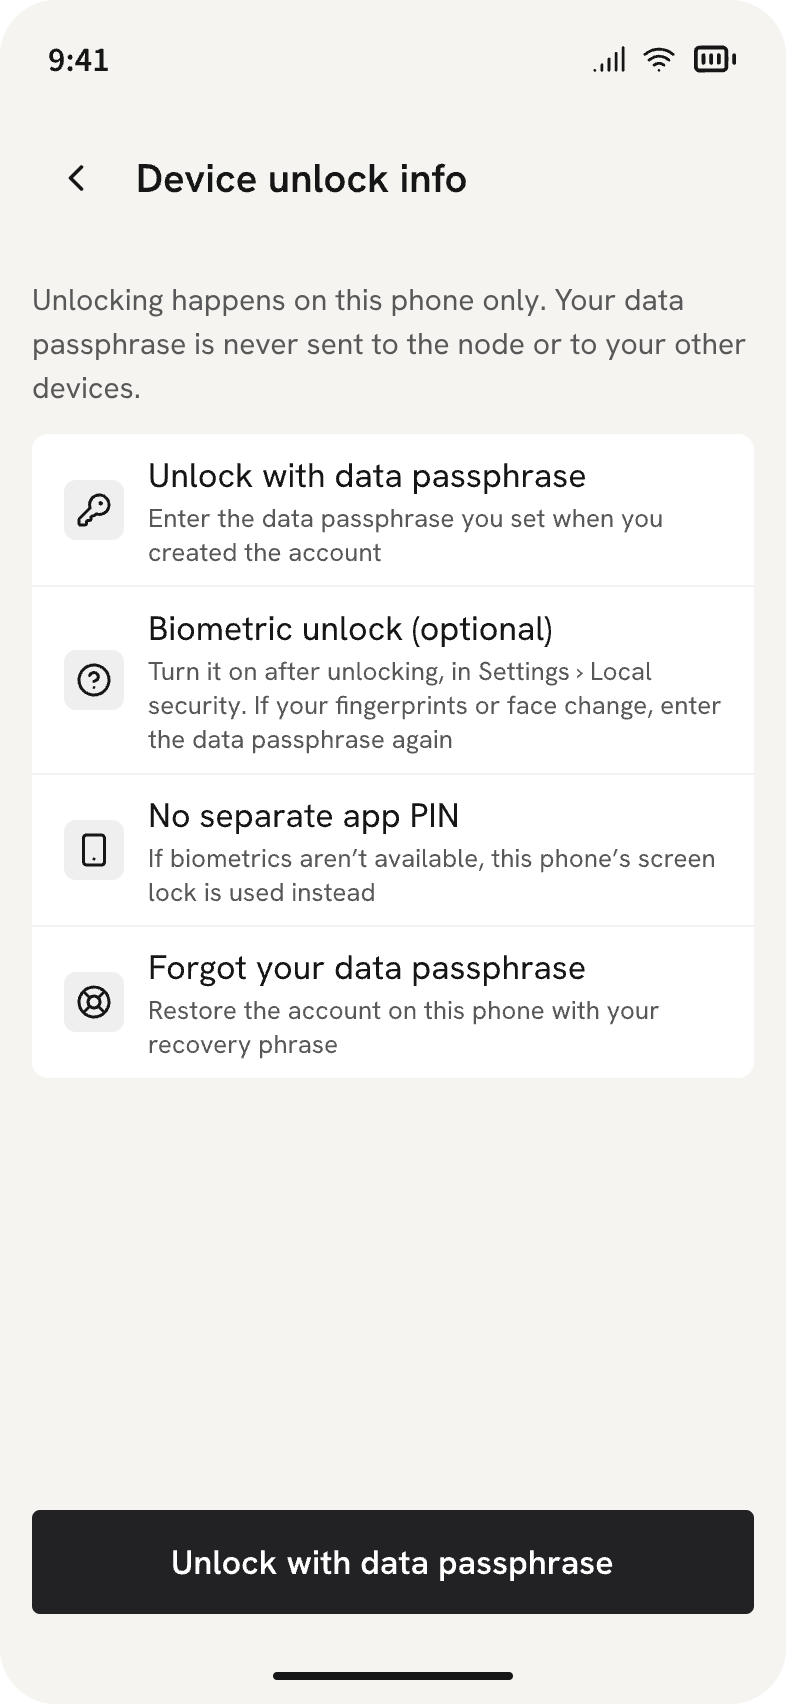 9:41
Device unlock info
Unlocking happens on this phone only. Your data
passphrase is never sent to the node or to your other
devices.
Unlock with data passphrase
Enter the data passphrase you set when you
created the account
Biometric unlock (optional)
Turn it on after unlocking, in Settings › Local
security. If your fingerprints or face change, enter
the data passphrase again
No separate app PIN
If biometrics aren’t available, this phone’s screen
lock is used instead
Forgot your data passphrase
Restore the account on this phone with your
recovery phrase
Unlock with data passphrase